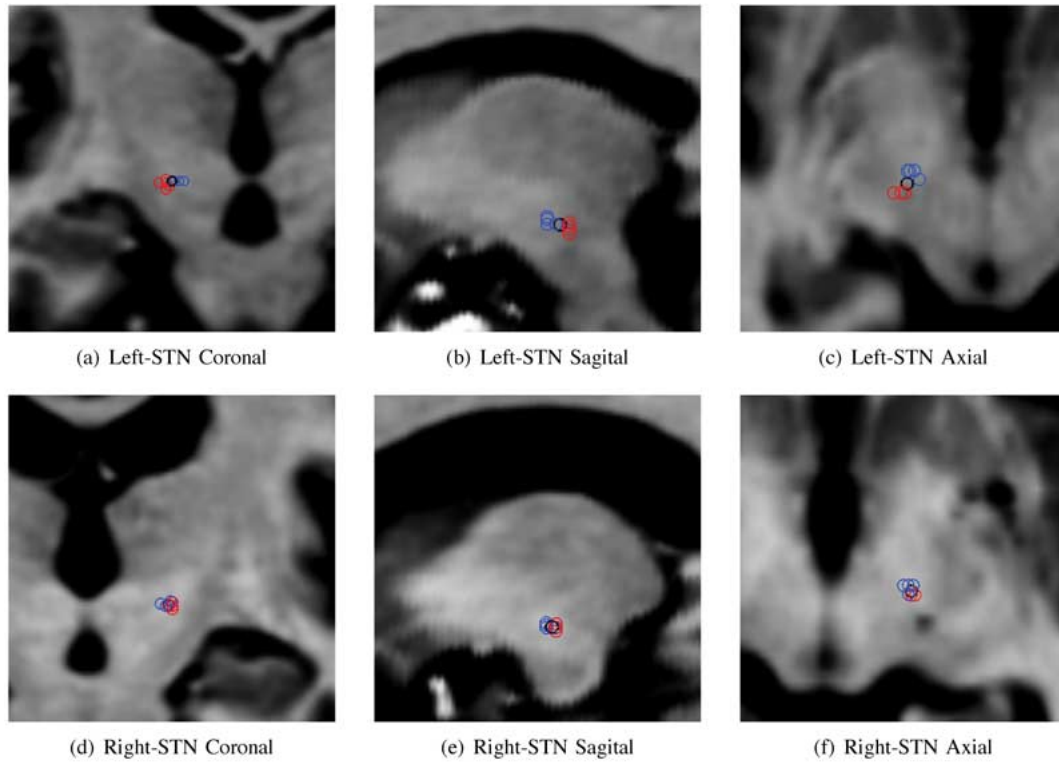 (a) Left-STN Coronal
(b) Left-STN Sagital
(c) Left-STN Axial
(d) Right-STN Coronal
(e) Right-STN Sagital
(f) Right-STN Axial